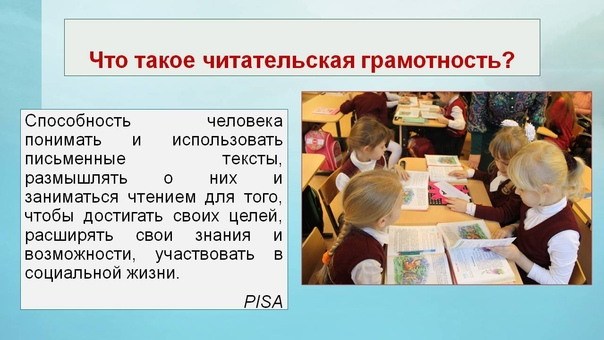 Что такое читательская грамотность?
Способность человека
понимать и использовать
письменные тексты,
размышлять о них и
заниматься чтением для того,
чтобы достигать своих целей,
расширять свои знания и
возможности, участвовать в
социальной жизни.
PISA